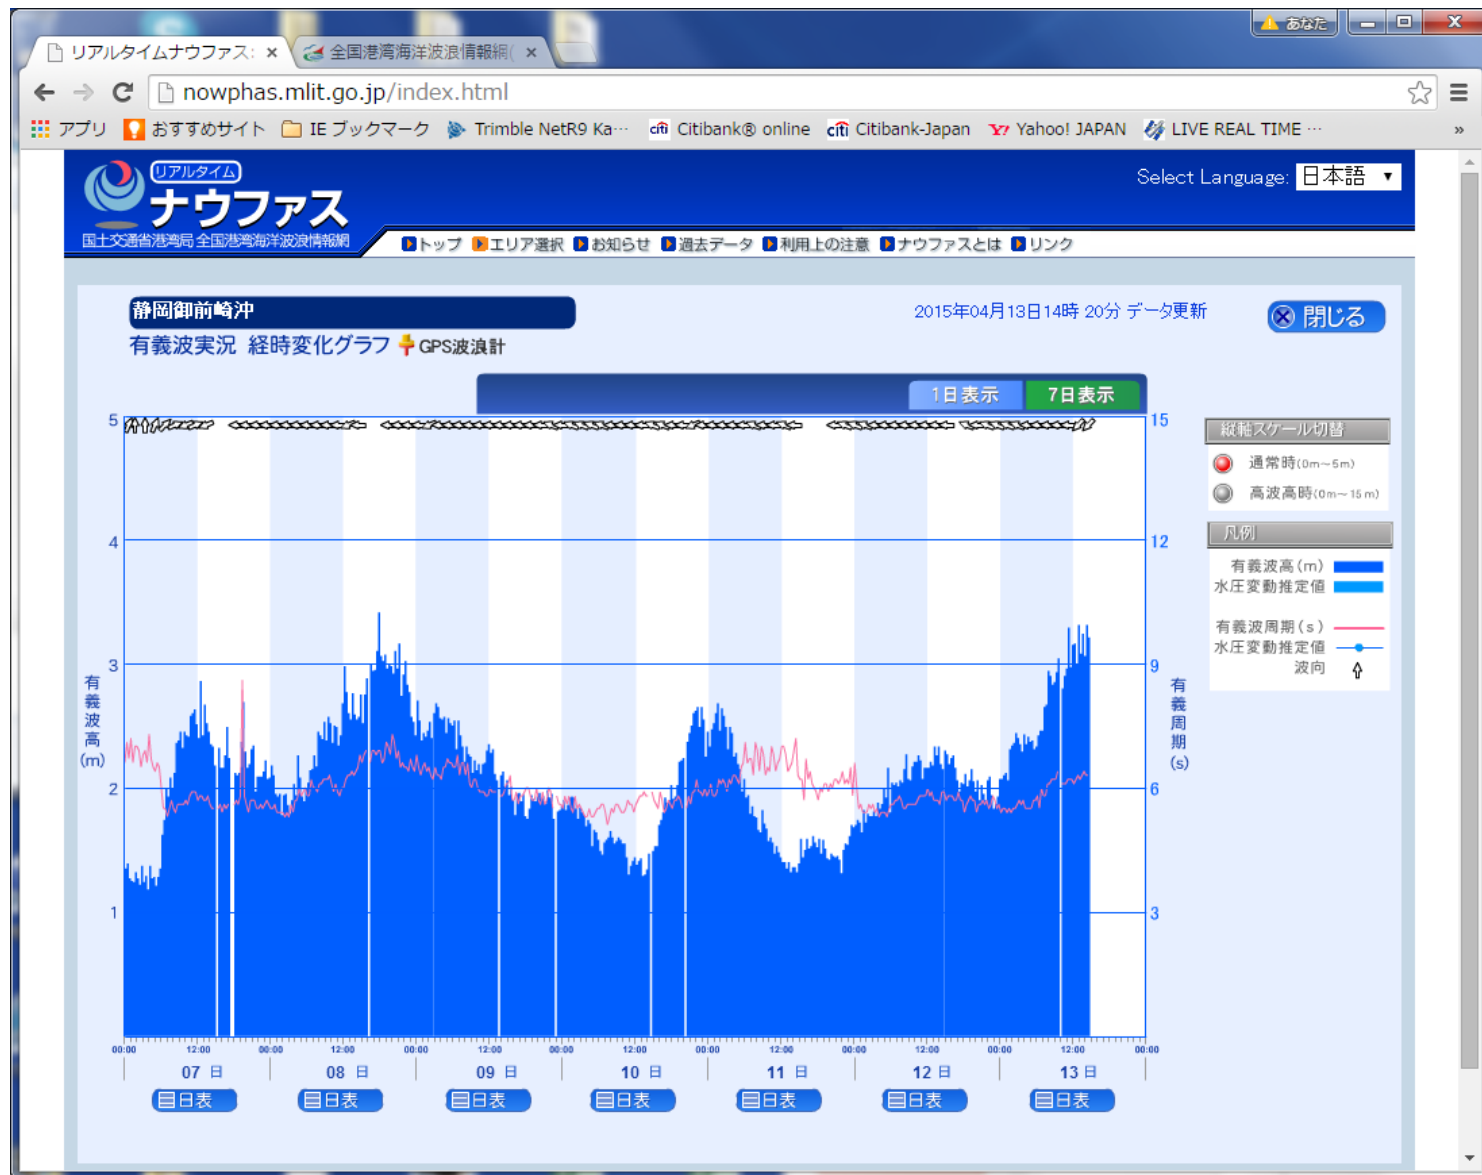 あなた
リアルタイムナウファス:
全国港湾海洋波浪情報網(
nowphas.mlit.go.jp/index.html
アプリ おすすめサイト IE ブックマーク Trimble NetR9 Ka… citi Citibank® online citi Citibank-Japan Y! Yahoo! JAPAN LIVE REAL TIME … »
リアルタイム
ナウファス
国土交通省港湾局 全国港湾海洋波浪情報網
Select Language: 日本語
トップ エリア選択 お知らせ 過去データ 利用上の注意 ナウファスとは リンク
静岡御前崎沖
2015年04月13日14時 20分 データ更新
閉じる
有義波実況 経時変化グラフ GPS波浪計
1日表示 7日表示
5 15
4 12
3 9
2 6
1 3
有義波高(m)
有義周期(s)
縦軸スケール切替
通常時(0m~5m)
高波高時(0m~15m)
凡例
有義波高(m)
水圧変動推定値
有義波周期(s)
水圧変動推定値
波向
00:00 12:00 00:00 12:00 00:00 12:00 00:00 12:00 00:00 12:00 00:00 12:00 00:00 12:00 00:00
07 日 08 日 09 日 10 日 11 日 12 日 13 日
日表 日表 日表 日表 日表 日表 日表